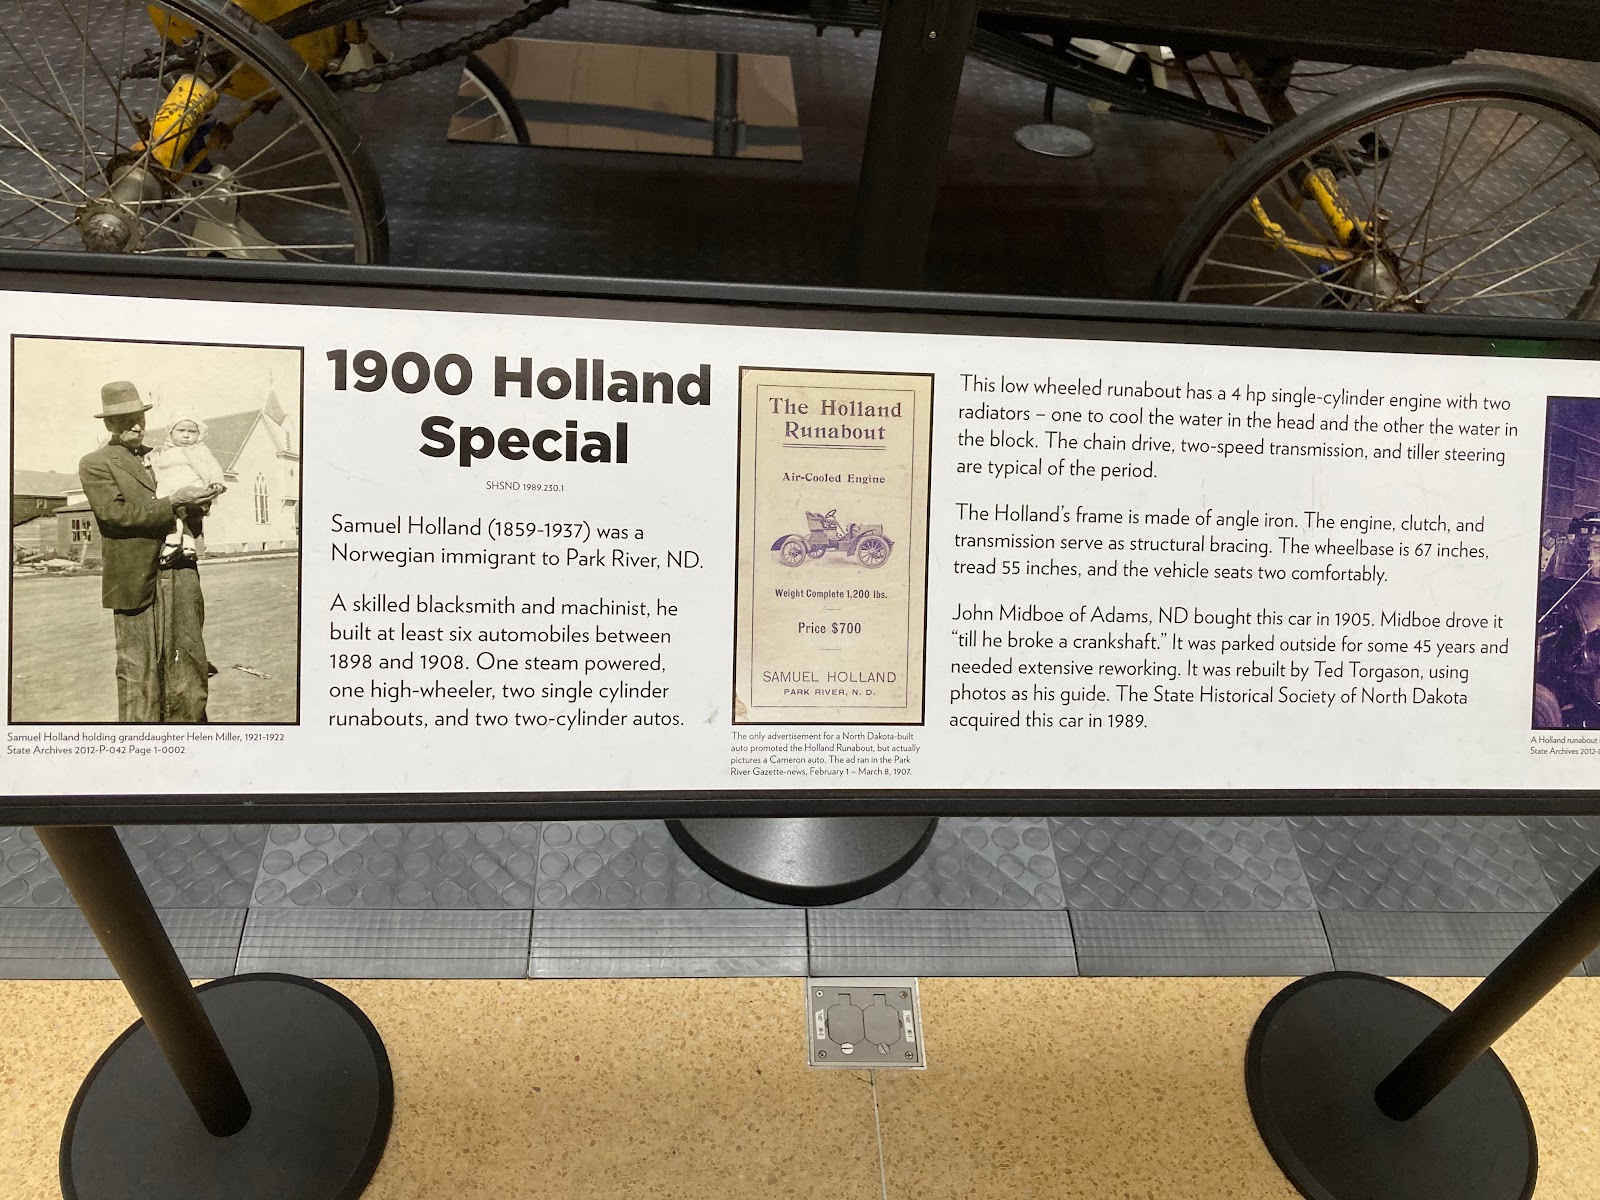 1900 Holland
Special
SHSND 1989.230.1
Samuel Holland (1859-1937) was a
Norwegian immigrant to Park River, ND.
A skilled blacksmith and machinist, he
built at least six automobiles between
1898 and 1908. One steam powered,
one high-wheeler, two single cylinder
runabouts, and two two-cylinder autos.
Samuel Holland holding granddaughter Helen Miller, 1921-1922
State Archives 2012-P-042 Page 1-0002
The Holland
Runabout
Air-Cooled Engine
Weight Complete 1,200 lbs.
Price $700
SAMUEL HOLLAND
PARK RIVER, N. D.
The only advertisement for a North Dakota-built
auto promoted the Holland Runabout, but actually
pictures a Cameron auto. The ad ran in the Park
River Gazette-news, February 1 – March 8, 1907.
This low wheeled runabout has a 4 hp single-cylinder engine with two
radiators – one to cool the water in the head and the other the water in
the block. The chain drive, two-speed transmission, and tiller steering
are typical of the period.
The Holland's frame is made of angle iron. The engine, clutch, and
transmission serve as structural bracing. The wheelbase is 67 inches,
tread 55 inches, and the vehicle seats two comfortably.
John Midboe of Adams, ND bought this car in 1905. Midboe drove it
“till he broke a crankshaft.” It was parked outside for some 45 years and
needed extensive reworking. It was rebuilt by Ted Torgason, using
photos as his guide. The State Historical Society of North Dakota
acquired this car in 1989.
A Holland runabout
State Archives 2012-